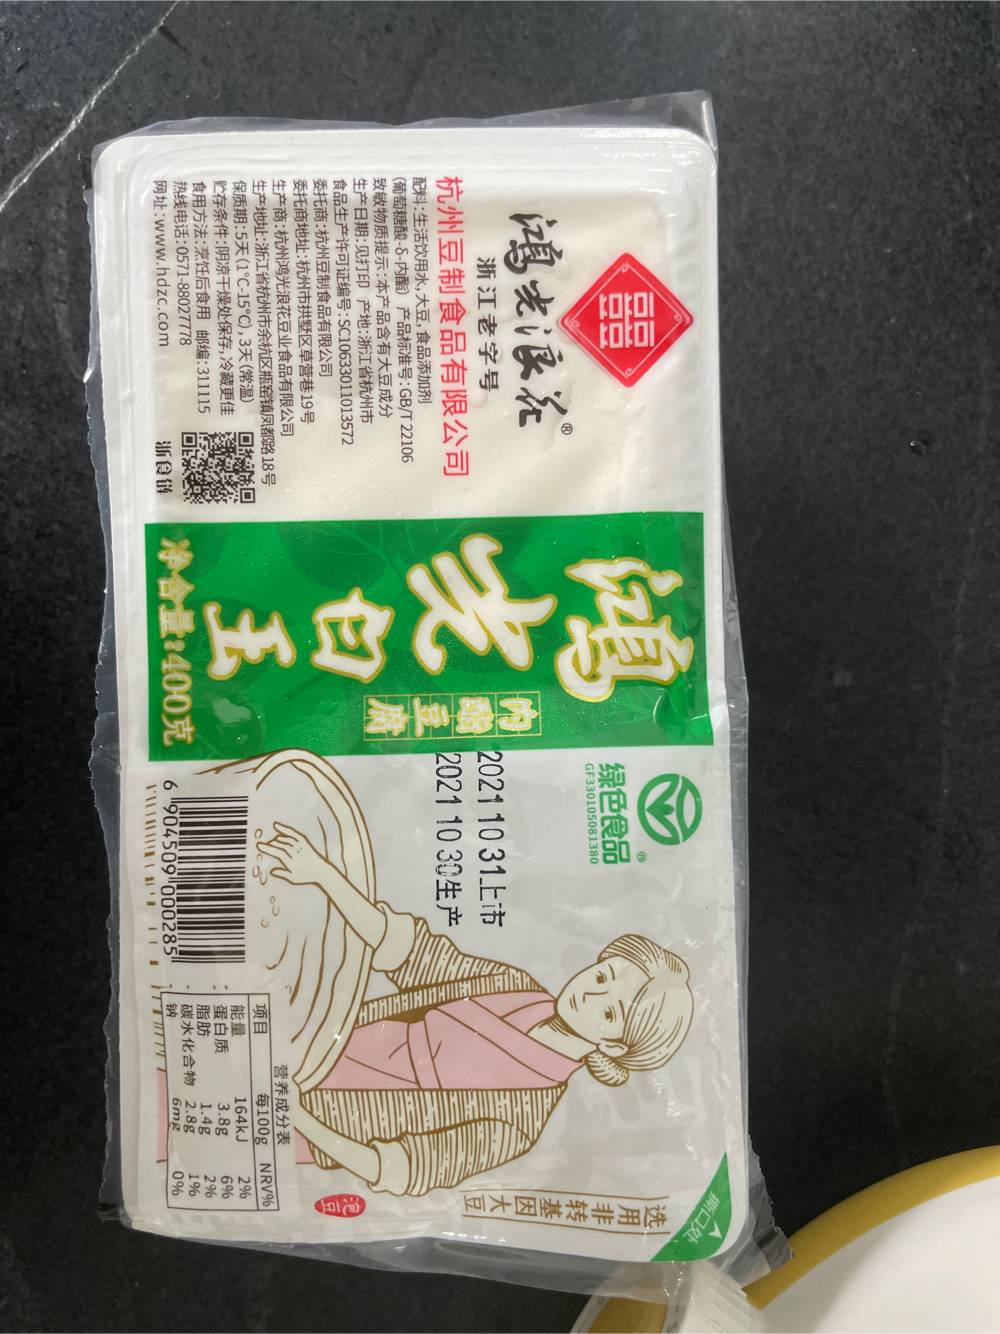 囍
鸿光浪花®
浙江老字号
杭州豆制食品有限公司
配料:生活饮用水,大豆,食品添加剂
(葡萄糖酸-δ-内酯) 产品标准号:GB/T 22106
致敏物质提示:本产品含有大豆成分
生产日期:见打印 产地:浙江省杭州市
食品生产许可证编号:SC10633011013572
委托商:杭州豆制食品有限公司
委托商地址:杭州市拱墅区草营巷19号
生产商:杭州鸿光浪花豆业食品有限公司
生产地址:浙江省杭州市余杭区瓶窑镇凤都路18号
保质期:5天(1°C-15°C),3天(常温)
贮存条件:阴凉干燥处保存,冷藏更佳
食用方法:烹饪后食用 邮编:311115
热线电话:0571-88027778
网址:www.hdzc.com
浙食链
鸿光白玉
内酯豆腐
净含量:400克
绿色食品®
GF330105081380
2021 10 31上市
2021 10 30生产
6 904509 000285
营养成分表
项目 每100g NRV%
能量 164kJ 2%
蛋白质 3.8g 6%
脂肪 1.4g 2%
碳水化合物 2.8g 1%
钠 6mg 0%
泡豆
选用非转基因大豆
撕口处